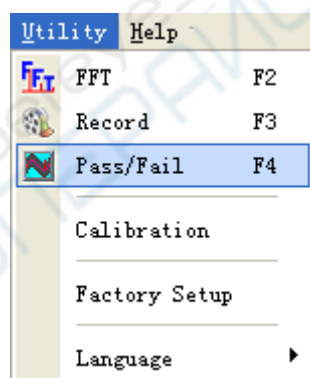 Utility Help
FFT F2
Record F3
Pass/Fail F4
Calibration
Factory Setup
Language